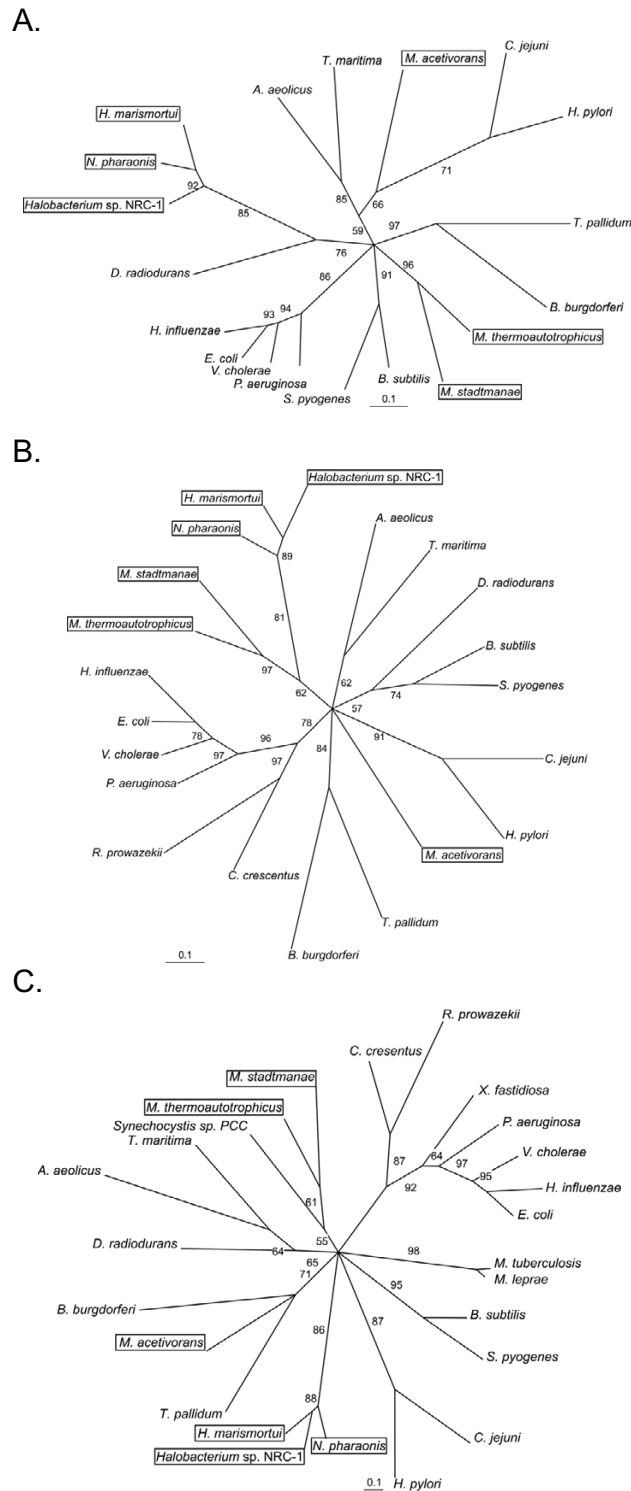 A.
C. jejuni
T. maritima
M. acetivorans
A. aeolicus
H. marismortui
H. pylori
N. pharaonis
92
71
85
66
Halobacterium sp. NRC-1
85
59
97
T. pallidum
76
D. radiodurans
86
91
96
B. burgdorferi
93
94
H. influenzae
M. thermoautotrophicus
E. coli
V. cholerae
P. aeruginosa
B. subtilis
M. stadtmanae
S. pyogenes
0.1
B.
Halobacterium sp. NRC-1
H. marismortui
A. aeolicus
N. pharaonis
T. maritima
89
M. stadtmanae
D. radiodurans
81
M. thermoautotrophicus
B. subtilis
97
H. influenzae
62
62
74
S. pyogenes
57
E. coli
78
78
96
84
91
V. cholerae
97
97
C. jejuni
P. aeruginosa
H. pylori
R. prowazekii
M. acetivorans
C. crescentus
T. pallidum
0.1
B. burgdorferi
C.
R. prowazekii
C. cresentus
M. stadtmanae
X. fastidiosa
M. thermoautotrophicus
P. aeruginosa
Synechocystis sp. PCC
T. maritima
64
V. cholerae
87
97
95
A. aeolicus
92
H. influenzae
61
E. coli
D. radiodurans
55
64
98
65
M. tuberculosis
71
M. leprae
95
B. burgdorferi
B. subtilis
86
87
M. acetivorans
S. pyogenes
88
T. pallidum
H. marismortui
N. pharaonis
C. jejuni
Halobacterium sp. NRC-1
0.1
H. pylori